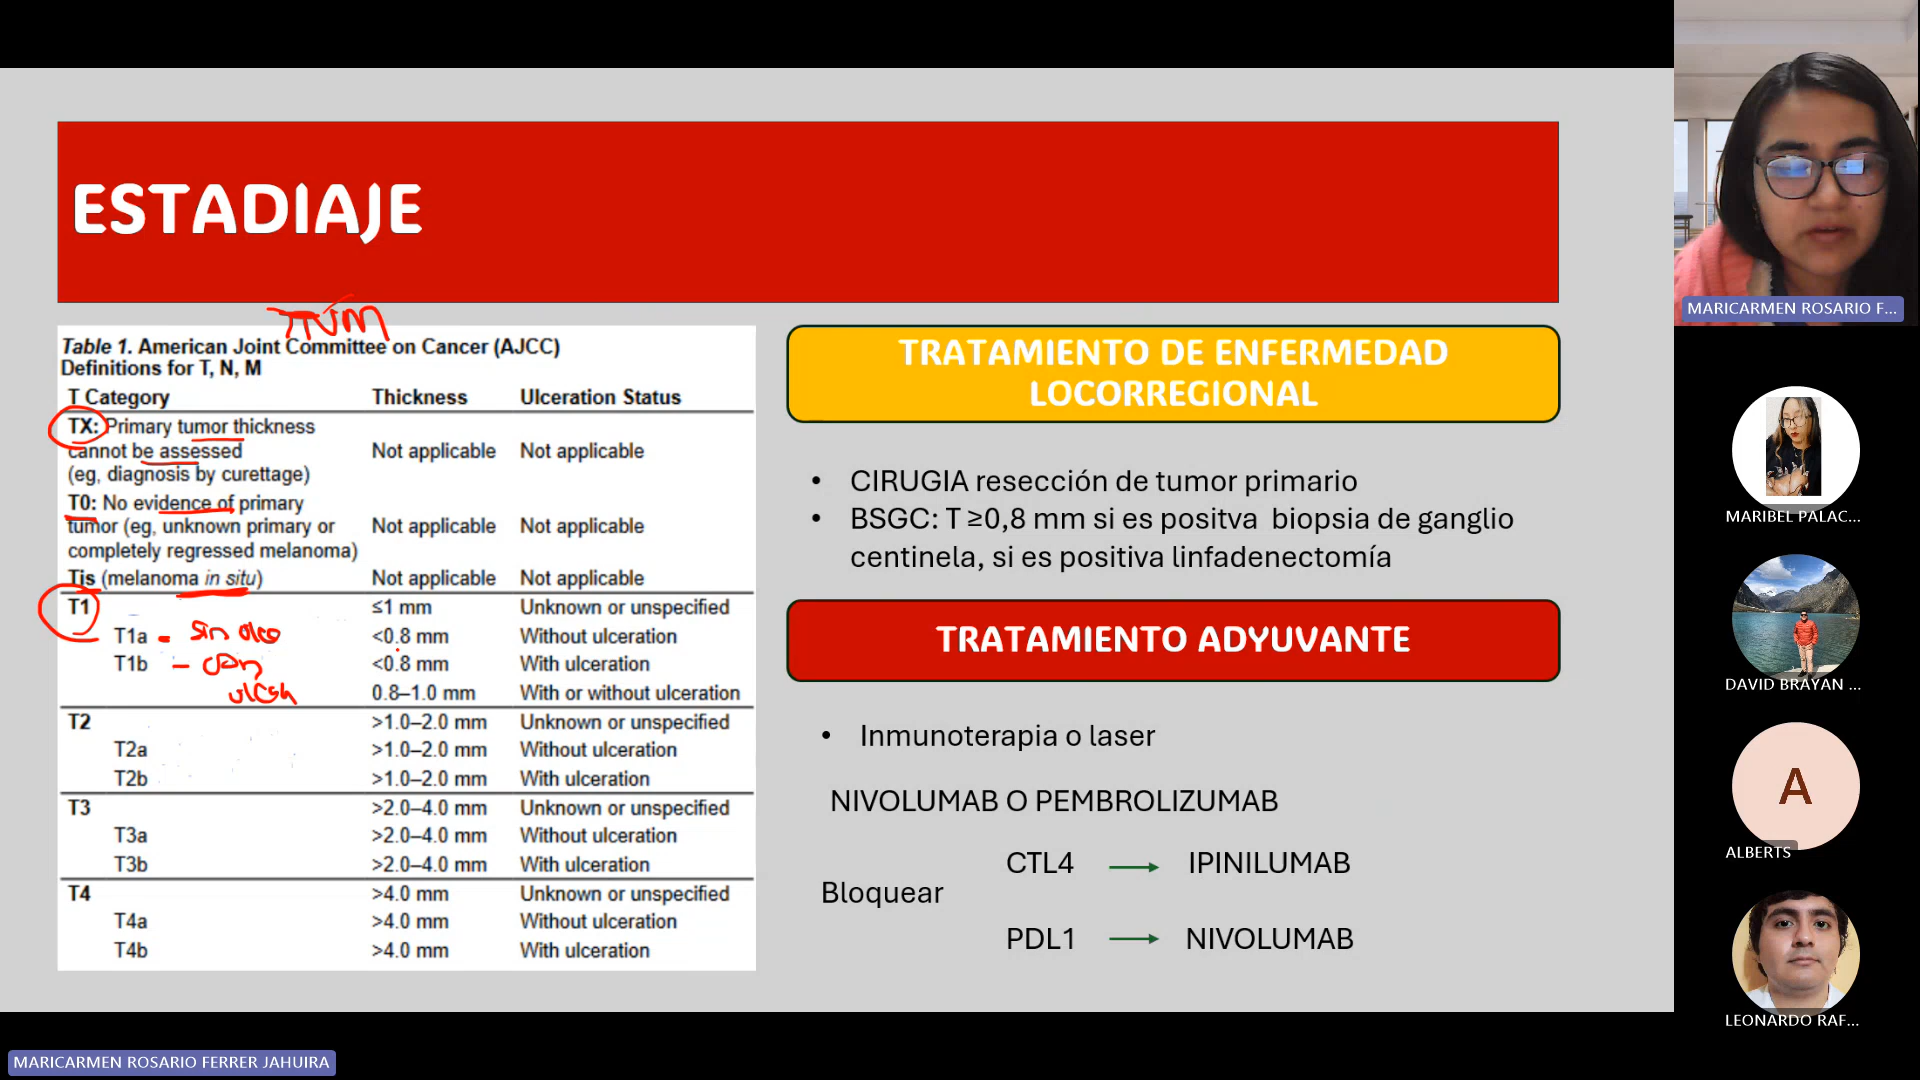 ESTADIAJE
TNM
Table 1. American Joint Committee on Cancer (AJCC)
Definitions for T, N, M
T Category Thickness Ulceration Status
TX: Primary tumor thickness
cannot be assessed Not applicable Not applicable
(eg, diagnosis by curettage)
T0: No evidence of primary
tumor (eg, unknown primary or Not applicable Not applicable
completely regressed melanoma)
Tis (melanoma in situ) Not applicable Not applicable
T1 ≤1 mm Unknown or unspecified
T1a - sin <0.8 mm Without ulceration
T1b - con <0.8 mm With ulceration
0.8–1.0 mm With or without ulceration
T2 >1.0–2.0 mm Unknown or unspecified
T2a >1.0–2.0 mm Without ulceration
T2b >1.0–2.0 mm With ulceration
T3 >2.0–4.0 mm Unknown or unspecified
T3a >2.0–4.0 mm Without ulceration
T3b >2.0–4.0 mm With ulceration
T4 >4.0 mm Unknown or unspecified
T4a >4.0 mm Without ulceration
T4b >4.0 mm With ulceration
TRATAMIENTO DE ENFERMEDAD
LOCORREGIONAL
• CIRUGIA resección de tumor primario
• BSGC: T ≥0,8 mm si es positva biopsia de ganglio
centinela, si es positiva linfadenectomía
TRATAMIENTO ADYUVANTE
• Inmunoterapia o laser
NIVOLUMAB O PEMBROLIZUMAB
CTL4 → IPINILUMAB
Bloquear
PDL1 → NIVOLUMAB
MARICARMEN ROSARIO F...
MARIBEL PALAC...
DAVID BRAYAN ...
A
ALBERTS
LEONARDO RAF...
MARICARMEN ROSARIO FERRER JAHUIRA